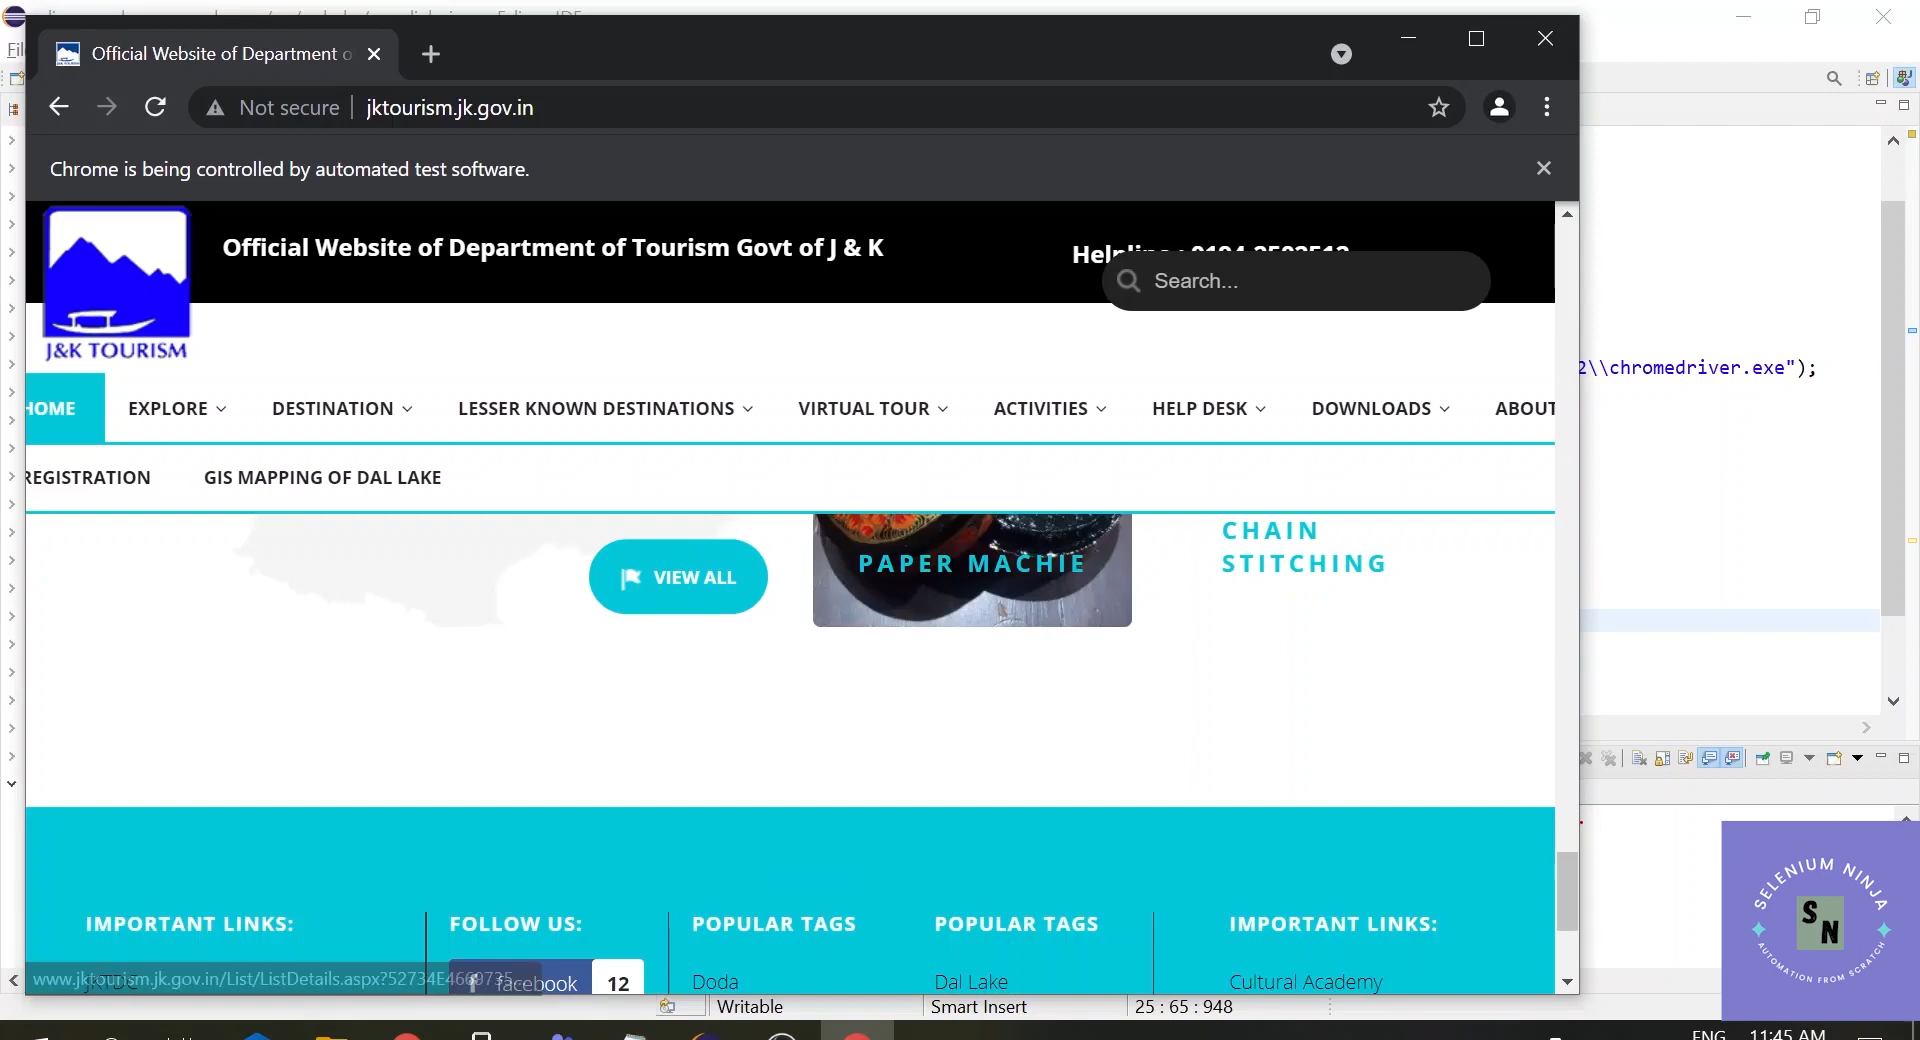 Official Website of Department o
Fil
Not secure
jktourism.jk.gov.in
Chrome is being controlled by automated test software.
Official Website of Department of Tourism Govt of J & K
Search...
J&K TOURISM
2\\chromedriver.exe");
HOME
EXPLORE
DESTINATION
LESSER KNOWN DESTINATIONS
VIRTUAL TOUR
ACTIVITIES
HELP DESK
DOWNLOADS
ABOUT
REGISTRATION
GIS MAPPING OF DAL LAKE
VIEW ALL
PAPER MACHIE
CHAIN
STITCHING
IMPORTANT LINKS:
FOLLOW US:
POPULAR TAGS
POPULAR TAGS
IMPORTANT LINKS:
JKTDC
www.jktourism.jk.gov.in/List/ListDetails.aspx?252734E4669735
facebook
12
Doda
Dal Lake
Cultural Academy
SELENIUM NINJA
SN
AUTOMATION FROM SCRATCH
Writable
Smart Insert
25 : 65 : 948
ENG
11:45 AM